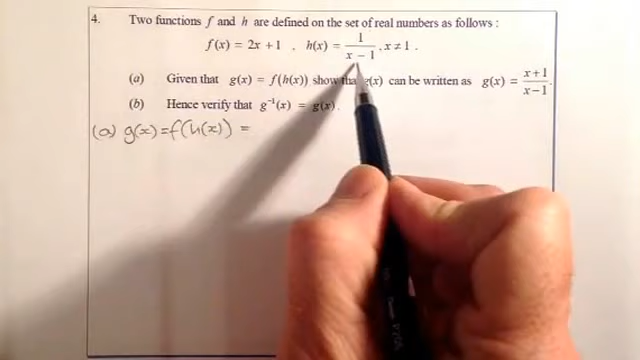 4. Two functions f and h are defined on the set of real numbers as follows :
f(x) = 2x + 1 , h(x) = 1/(x − 1) , x ≠ 1 .
(a) Given that g(x) = f(h(x)) show that g(x) can be written as g(x) = (x+1)/(x−1) .
(b) Hence verify that g⁻¹(x) = g(x) .
(a) g(x) = f(h(x)) =